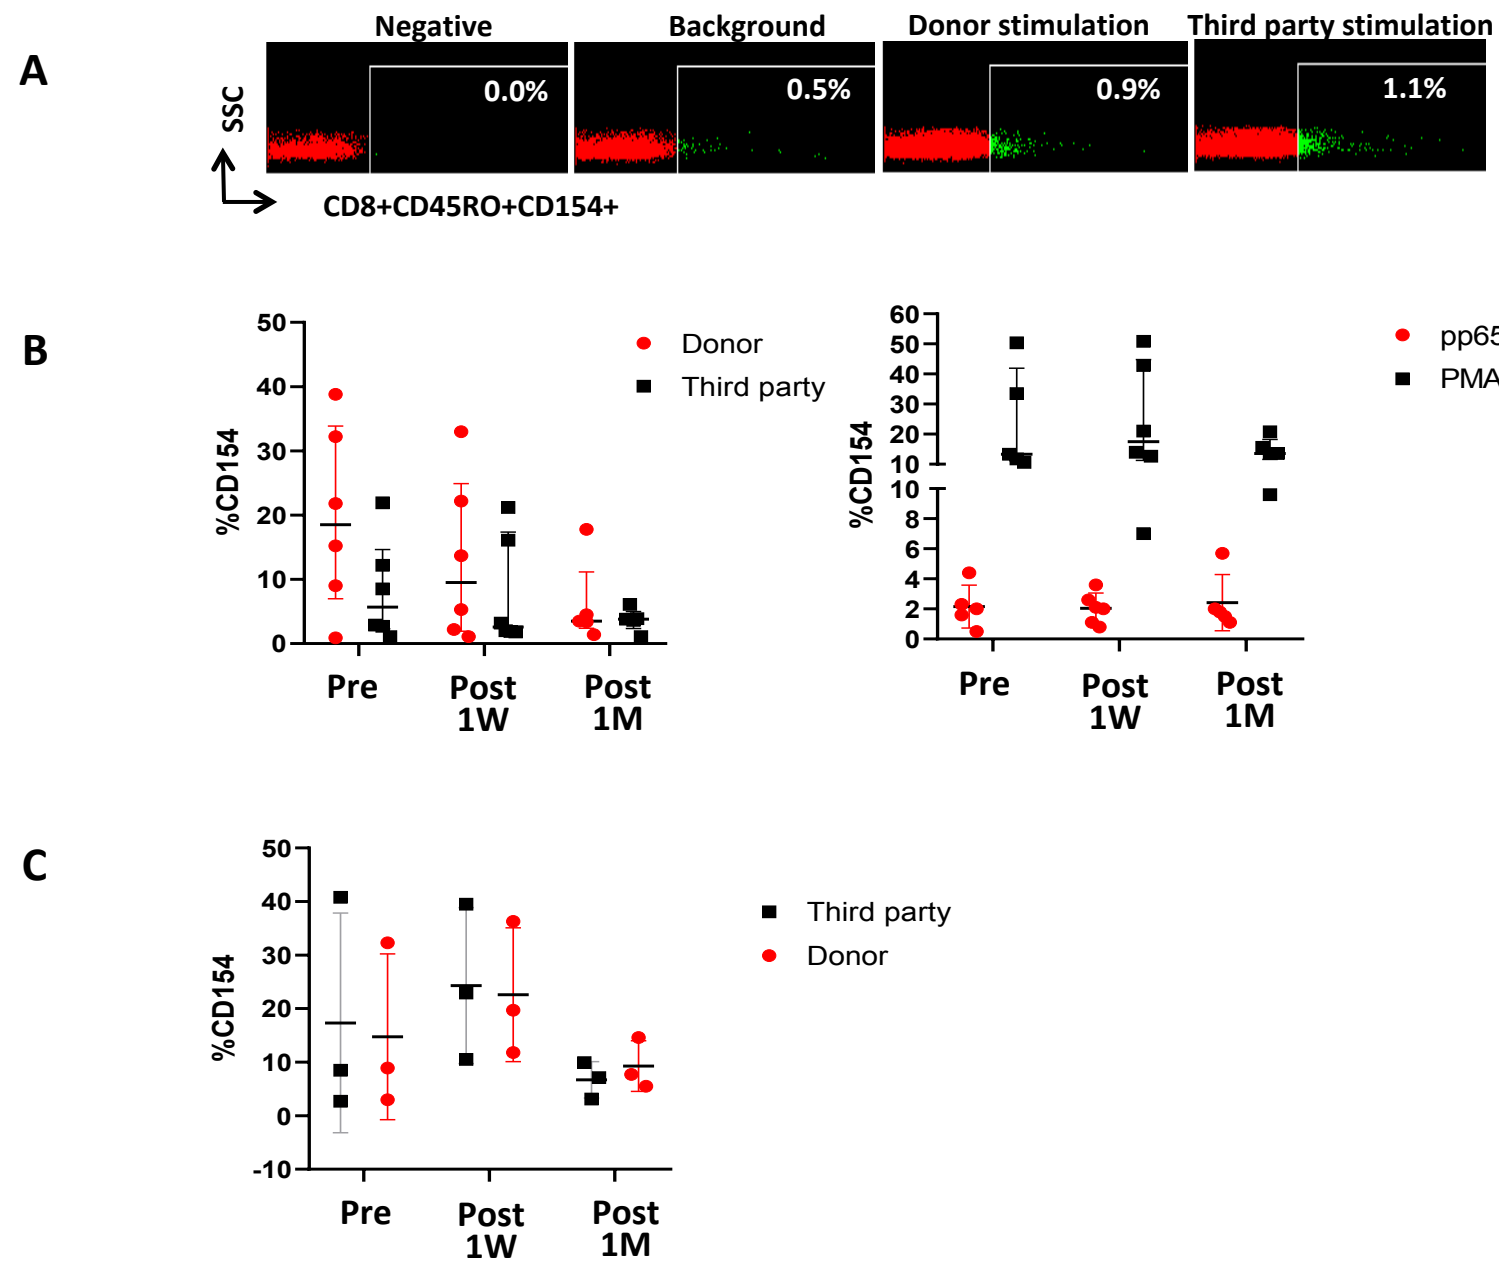 A
Negative
Background
Donor stimulation
Third party stimulation
SSC
0.0%
0.5%
0.9%
1.1%
CD8+CD45RO+CD154+
B
%CD154
50
40
30
20
10
0
Donor
Third party
Pre
Post
1W
Post
1M
%CD154
60
50
40
30
20
10
10
8
6
4
2
0
pp65
PMA
Pre
Post
1W
Post
1M
C
%CD154
50
40
30
20
10
0
-10
Third party
Donor
Pre
Post
1W
Post
1M